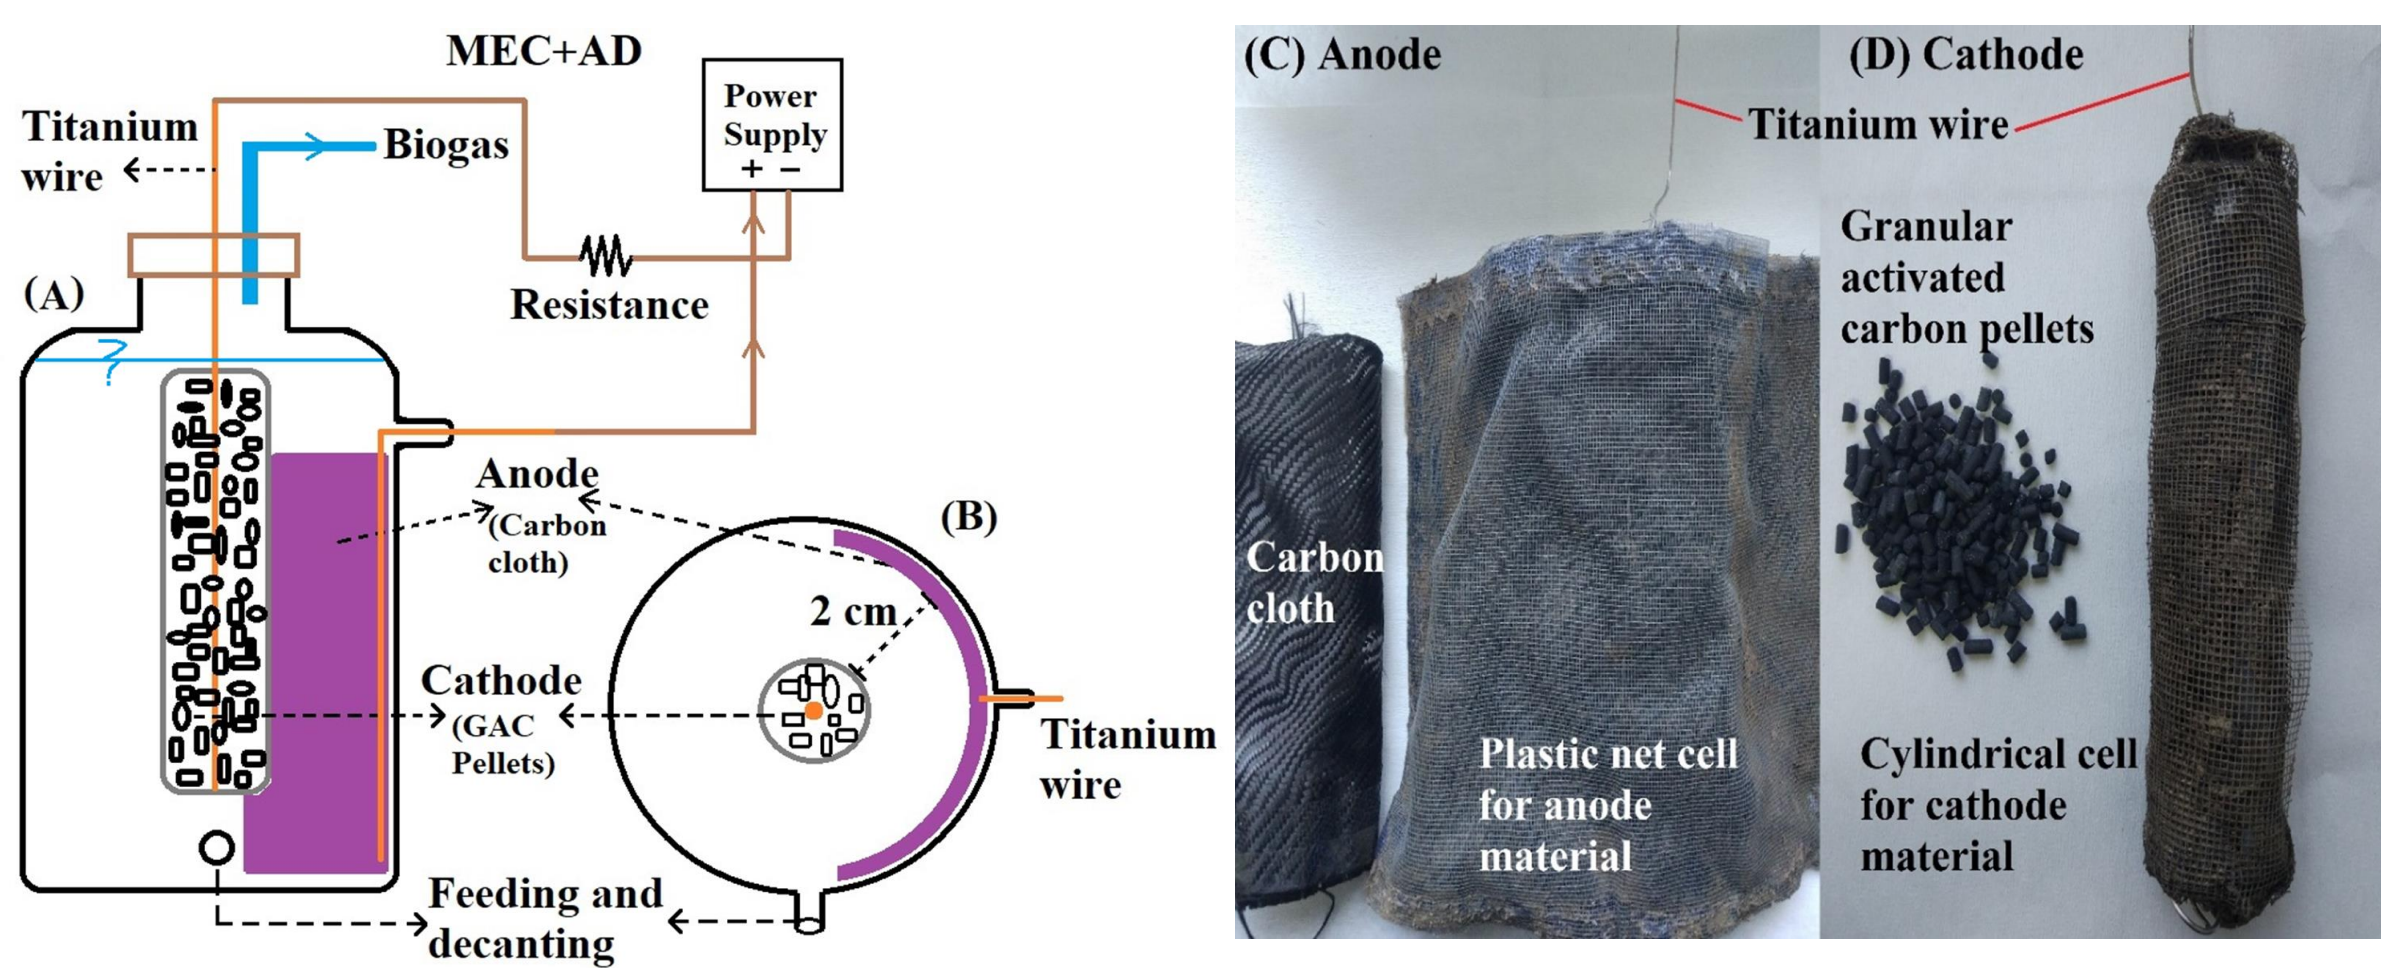 MEC+AD
Power
Supply
+ −
Titanium
wire
Biogas
(A)
Resistance
Anode
(Carbon
cloth)
(B)
2 cm
Cathode
(GAC
Pellets)
Titanium
wire
Feeding and
decanting
(C) Anode
(D) Cathode
Titanium wire
Granular
activated
carbon pellets
Carbon
cloth
Plastic net cell
for anode
material
Cylindrical cell
for cathode
material